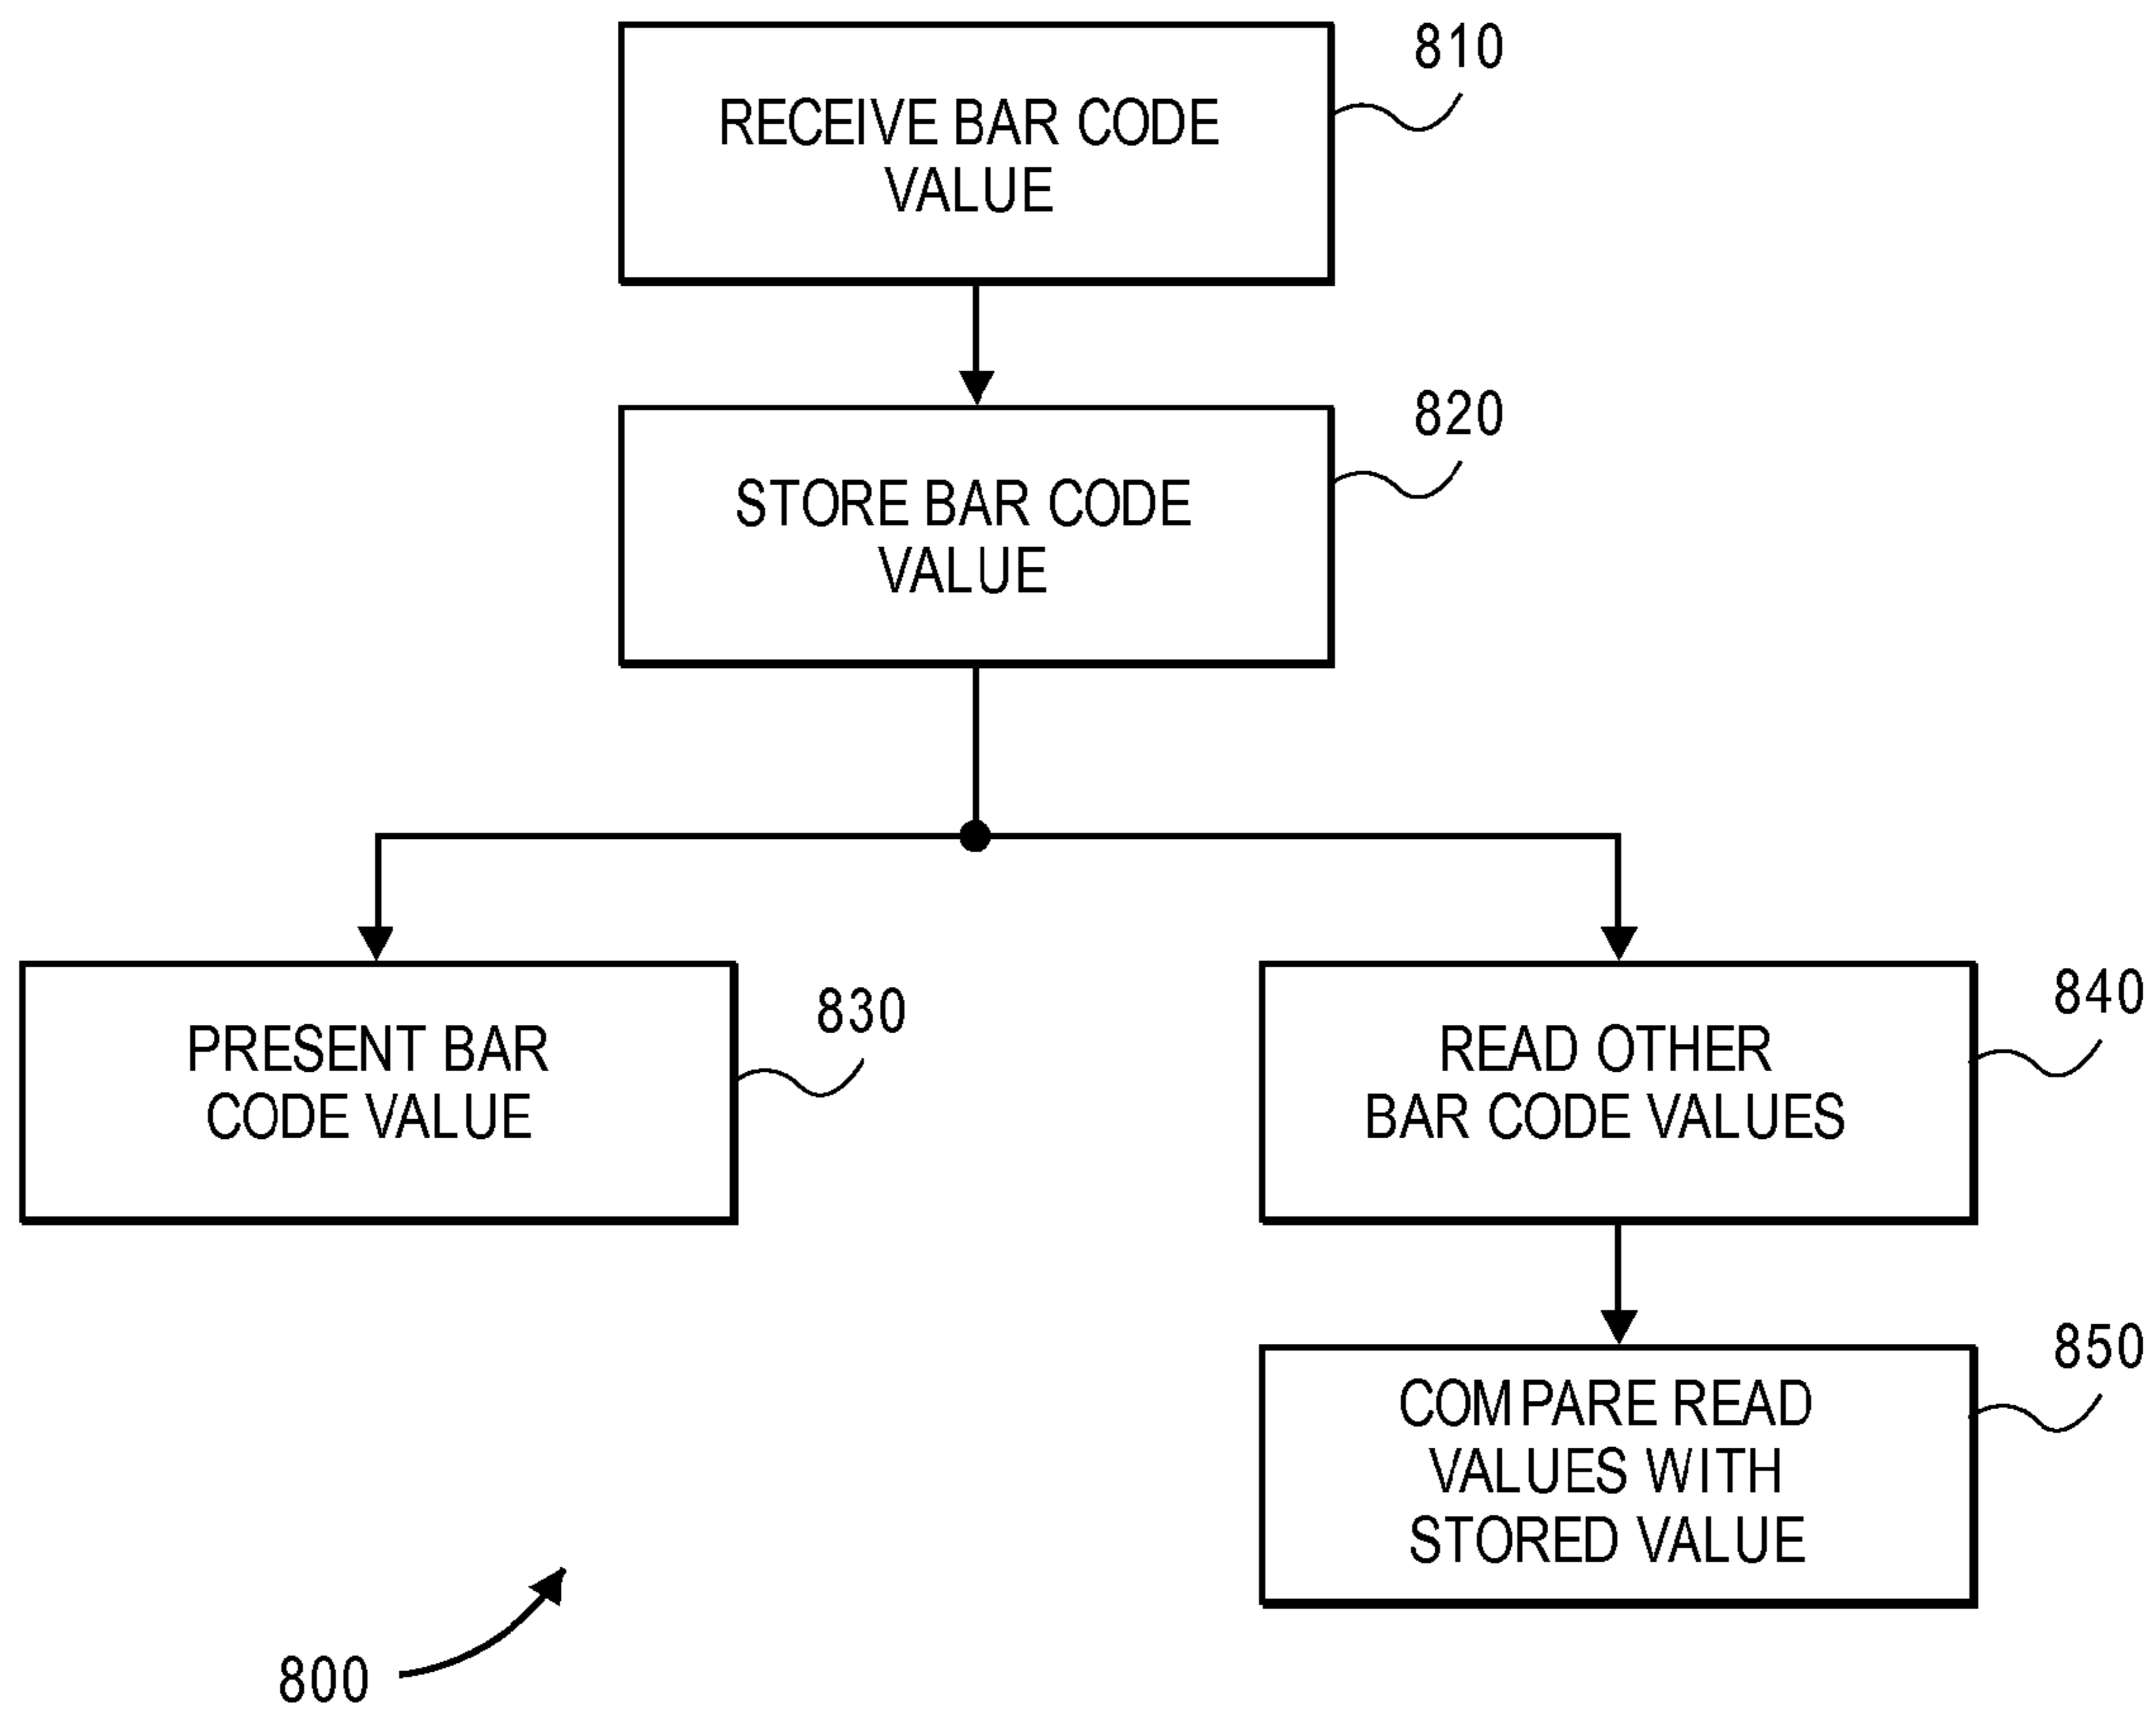 810
RECEIVE BAR CODE
VALUE
820
STORE BAR CODE
VALUE
830
PRESENT BAR
CODE VALUE
840
READ OTHER
BAR CODE VALUES
850
COMPARE READ
VALUES WITH
STORED VALUE
800